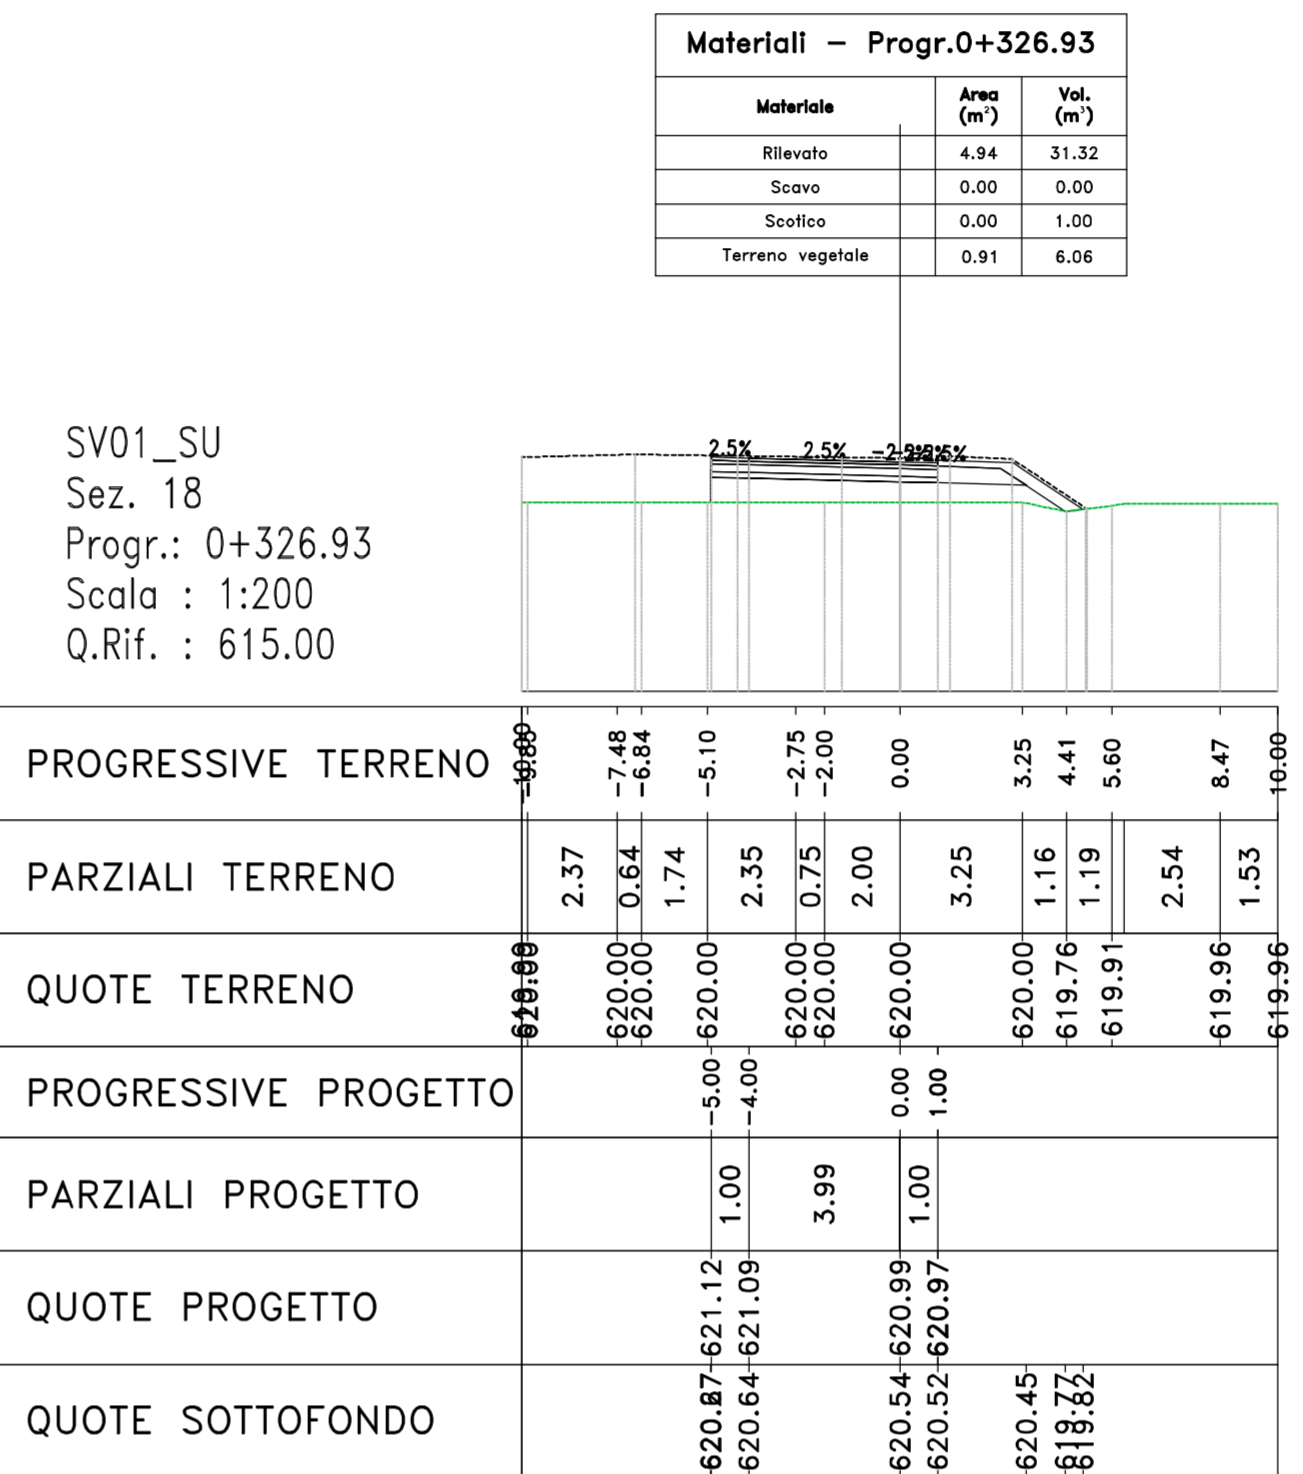 Materiali – Progr.0+326.93
Materiale Area (m²) Vol. (m³)
Rilevato 4.94 31.32
Scavo 0.00 0.00
Scotico 0.00 1.00
Terreno vegetale 0.91 6.06
2.5% 2.5%
SV01_SU
Sez. 18
Progr.: 0+326.93
Scala : 1:200
Q.Rif. : 615.00
PROGRESSIVE TERRENO -10.00 -7.48 -6.84 -5.10 -2.75 -2.00 0.00 3.25 4.41 5.60 8.47 10.00
PARZIALI TERRENO 2.37 0.64 1.74 2.35 0.75 2.00 3.25 1.16 1.19 2.54 1.53
QUOTE TERRENO 620.00 620.00 620.00 620.00 620.00 620.00 620.00 619.76 619.91 619.96 619.96
PROGRESSIVE PROGETTO -5.00 -4.00 0.00 1.00
PARZIALI PROGETTO 1.00 3.99 1.00
QUOTE PROGETTO 621.12 621.09 620.99 620.97
QUOTE SOTTOFONDO 620.64 620.54 620.52 620.45 619.77 619.82